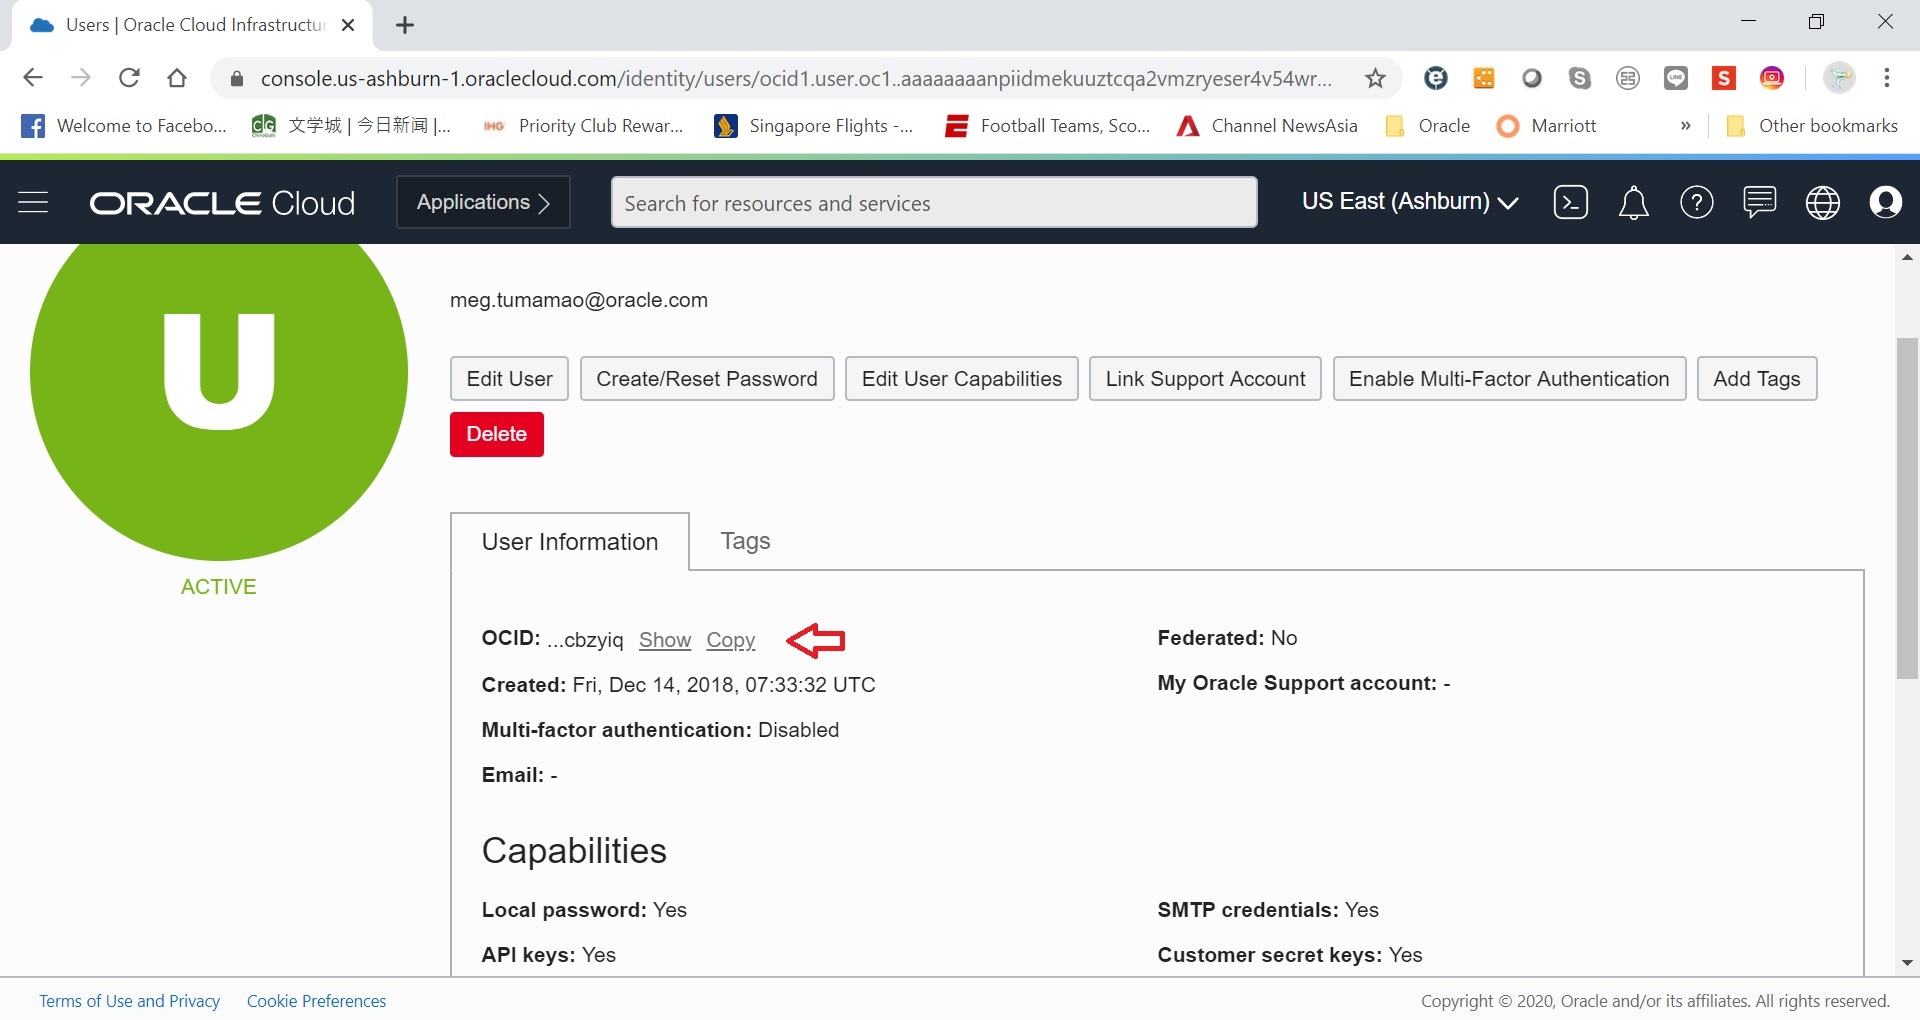 Users | Oracle Cloud Infrastructur
console.us-ashburn-1.oraclecloud.com/identity/users/ocid1.user.oc1..aaaaaaaanpiidmekuuztcqa2vmzryeser4v54wr...
Welcome to Facebo... 文学城 | 今日新闻 |... IHG Priority Club Rewar... Singapore Flights -... Football Teams, Sco... Channel NewsAsia Oracle Marriott » Other bookmarks
ORACLE Cloud Applications Search for resources and services US East (Ashburn)
U
ACTIVE
meg.tumamao@oracle.com
Edit User Create/Reset Password Edit User Capabilities Link Support Account Enable Multi-Factor Authentication Add Tags
Delete
User Information Tags
OCID: ...cbzyiq Show Copy Federated: No
Created: Fri, Dec 14, 2018, 07:33:32 UTC My Oracle Support account: -
Multi-factor authentication: Disabled
Email: -
Capabilities
Local password: Yes SMTP credentials: Yes
API keys: Yes Customer secret keys: Yes
Terms of Use and Privacy Cookie Preferences Copyright © 2020, Oracle and/or its affiliates. All rights reserved.